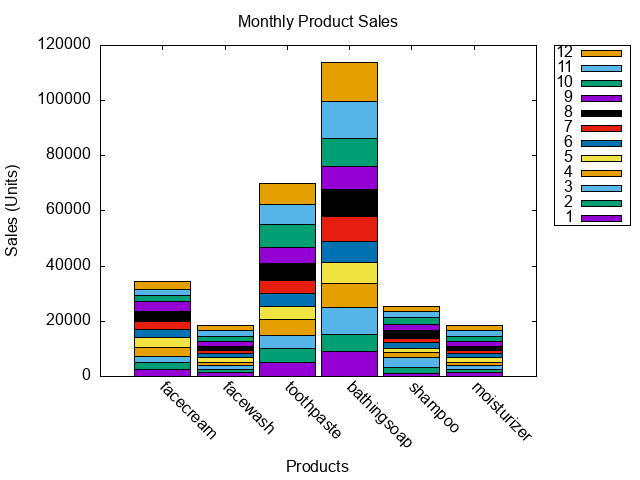 Monthly Product Sales
120000
100000
80000
60000
40000
20000
0
Sales (Units)
facecream
facewash
toothpaste
bathingsoap
shampoo
moisturizer
Products
12
11
10
9
8
7
6
5
4
3
2
1